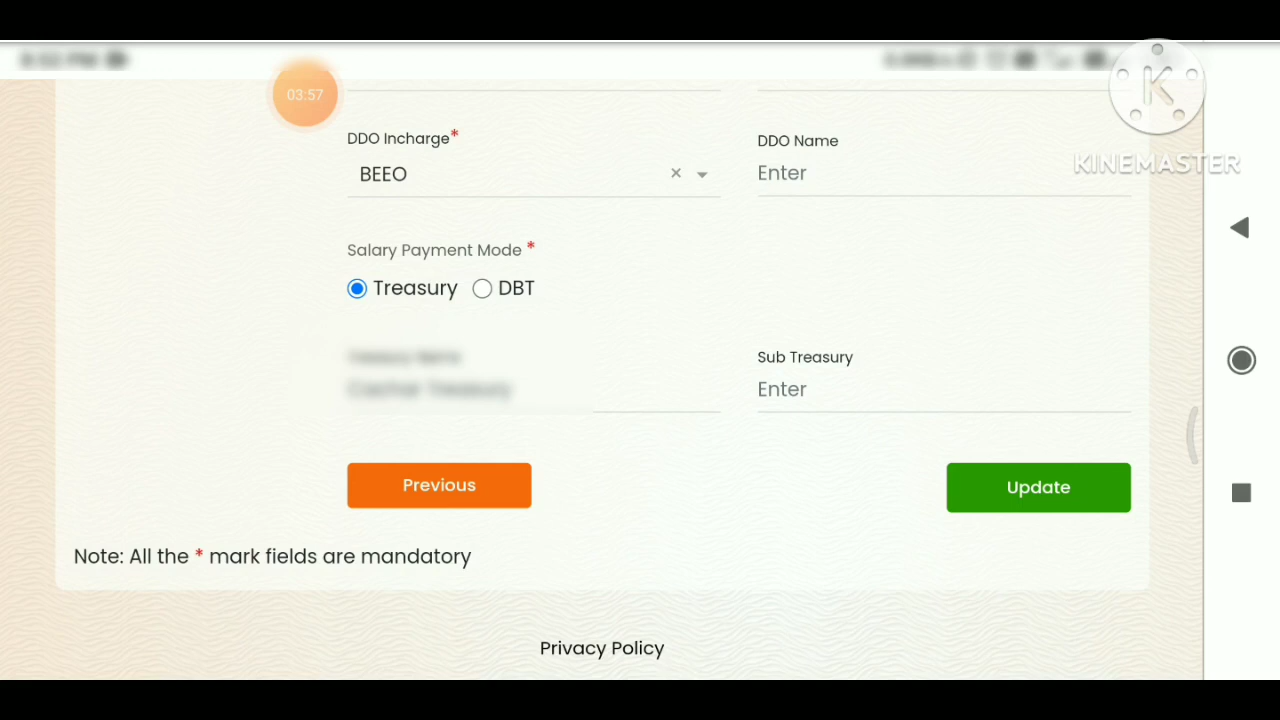 03:57
DDO Incharge*
DDO Name
BEEO
Enter
Salary Payment Mode *
Treasury
DBT
Sub Treasury
Enter
Previous
Update
Note: All the * mark fields are mandatory
Privacy Policy
K
KINEMASTER